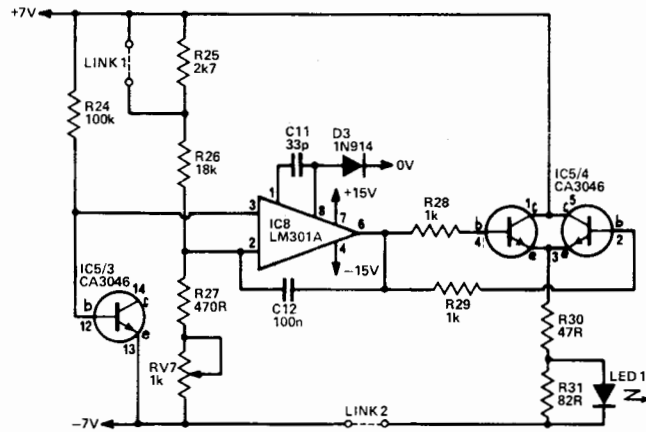 +7V
LINK 1
R25
2k7
R24
100k
R26
18k
C11
33p
D3
1N914
0V
IC5/4
CA3046
1
8
+15V
7
R28
1k
1
c
c
5
b
4
b
2
3
IC8
LM301A
6
2
4
-15V
e
3
e
IC5/3
CA3046
14
c
b
12
e
13
R27
470R
C12
100n
R29
1k
RV7
1k
R30
47R
R31
82R
LED 1
LINK 2
-7V